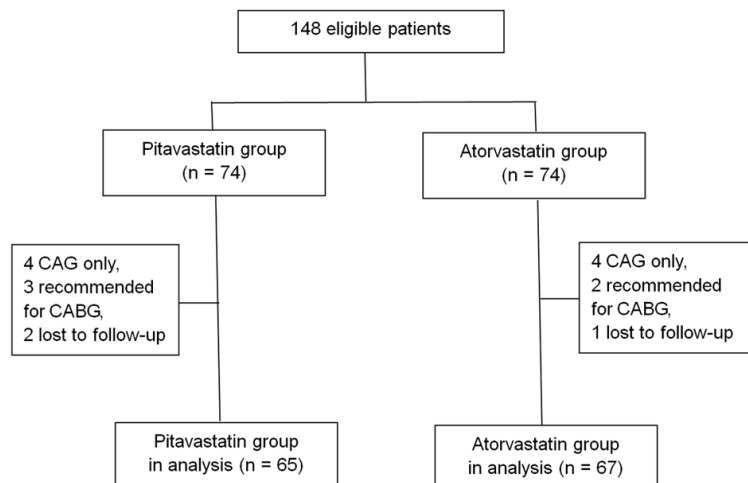 148 eligible patients
Pitavastatin group
(n = 74)
Atorvastatin group
(n = 74)
4 CAG only,
3 recommended
for CABG,
2 lost to follow-up
4 CAG only,
2 recommended
for CABG,
1 lost to follow-up
Pitavastatin group
in analysis (n = 65)
Atorvastatin group
in analysis (n = 67)